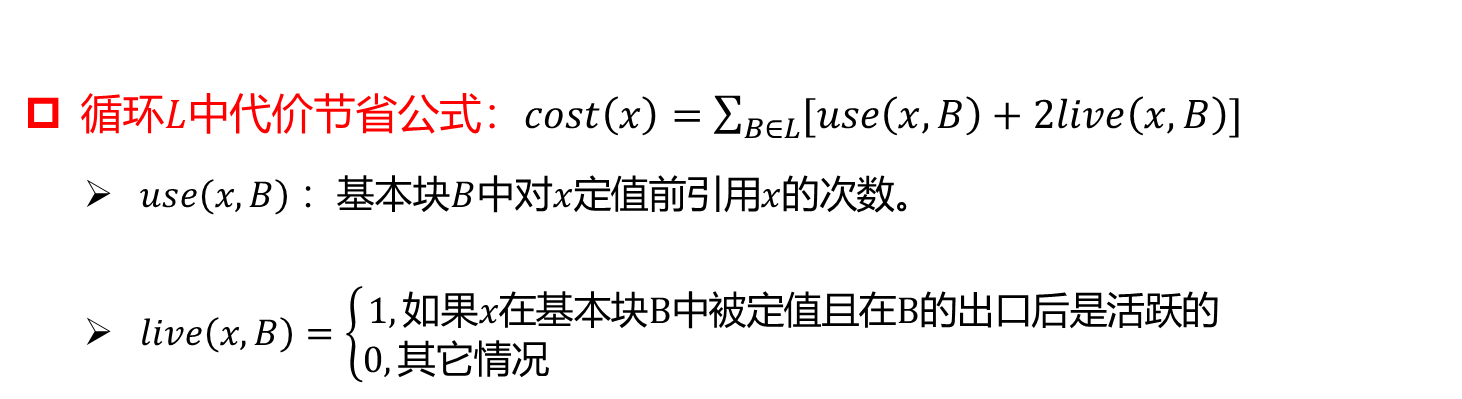 循环L中代价节省公式：cost(x) = ∑_{B∈L}[use(x, B) + 2live(x, B)]
➢ use(x, B)：基本块B中对x定值前引用x的次数。
➢ live(x, B) = {1, 如果x在基本块B中被定值且在B的出口后是活跃的
0, 其它情况